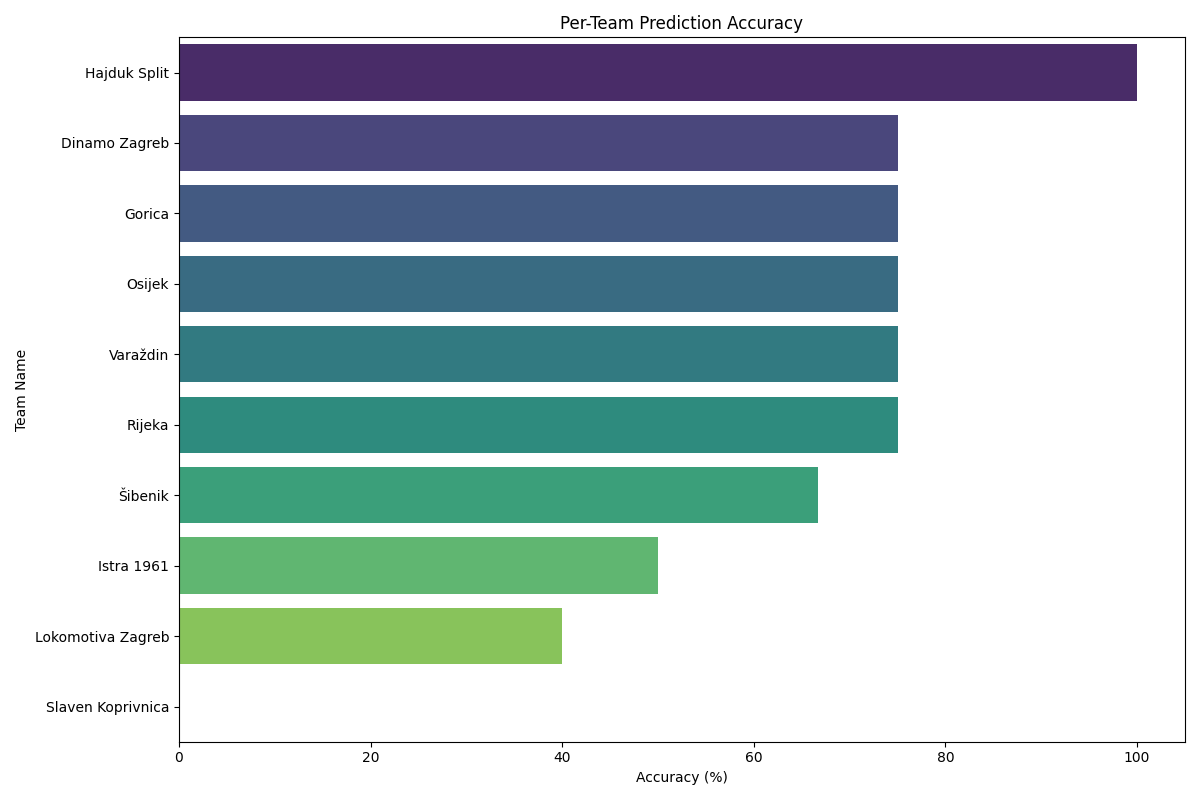 Per-Team Prediction Accuracy
Team Name
Hajduk Split
Dinamo Zagreb
Gorica
Osijek
Varaždin
Rijeka
Šibenik
Istra 1961
Lokomotiva Zagreb
Slaven Koprivnica
0 20 40 60 80 100
Accuracy (%)